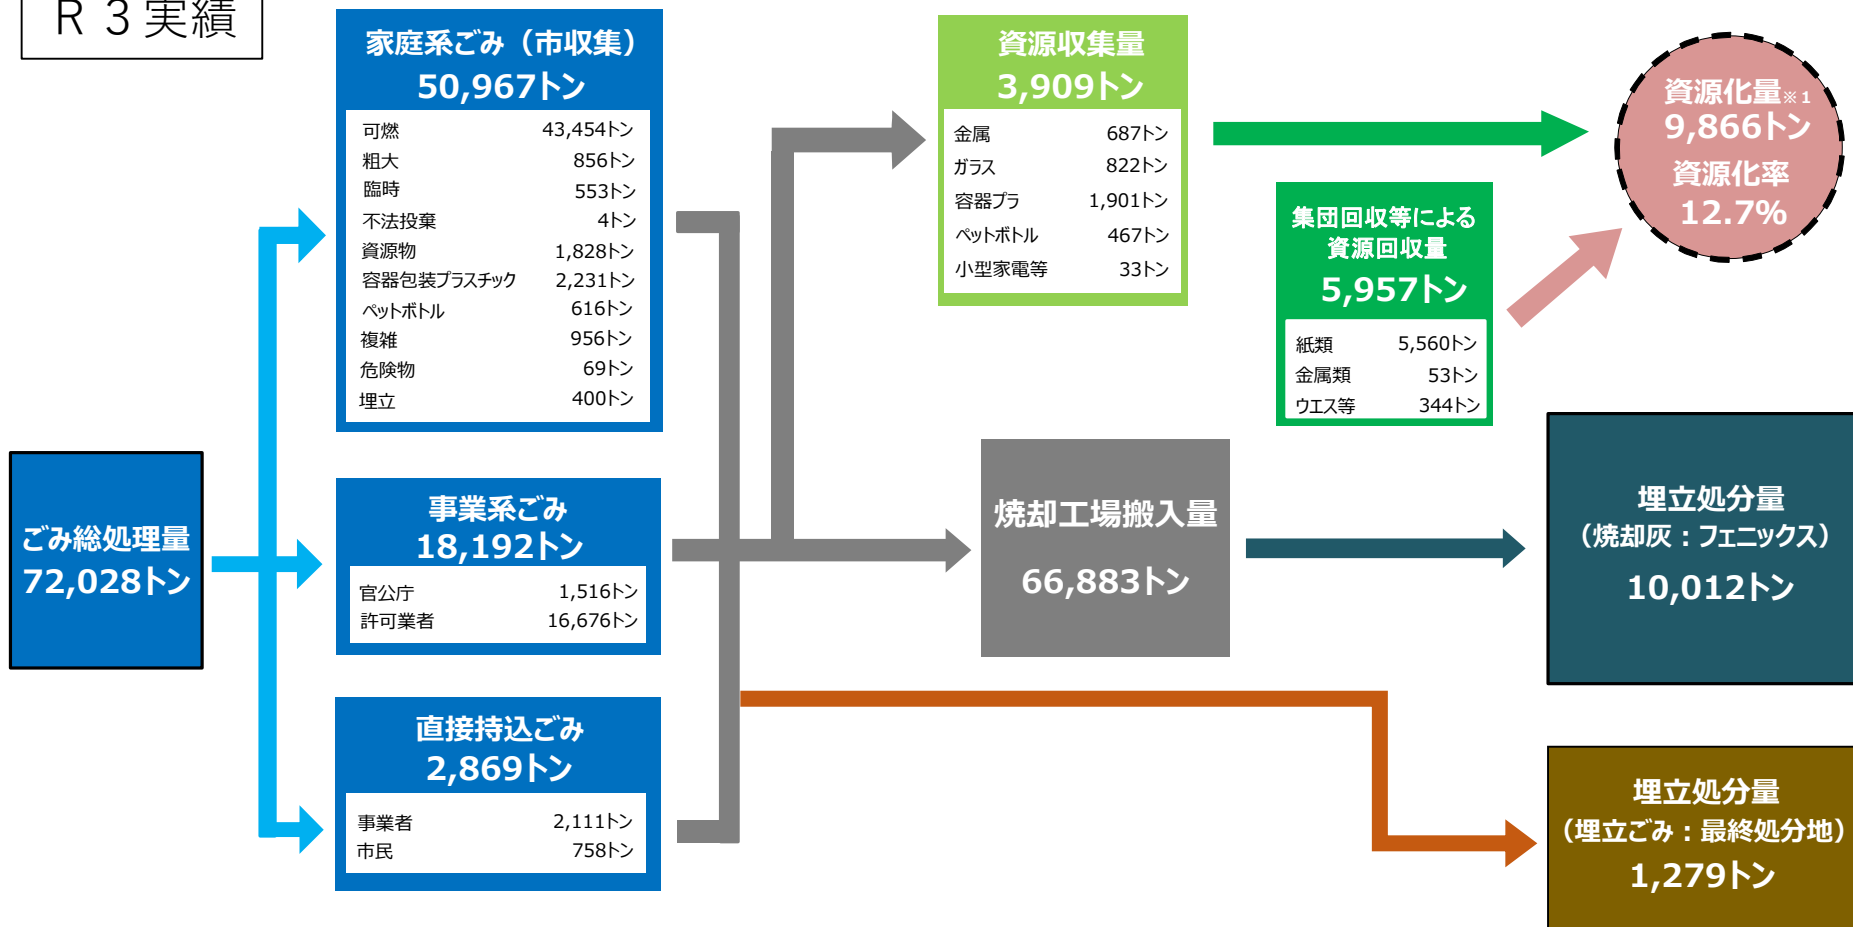 R3実績
ごみ総処理量
72,028トン
家庭系ごみ（市収集）
50,967トン
可燃 43,454トン
粗大 856トン
臨時 553トン
不法投棄 4トン
資源物 1,828トン
容器包装プラスチック 2,231トン
ペットボトル 616トン
複雑 956トン
危険物 69トン
埋立 400トン
事業系ごみ
18,192トン
官公庁 1,516トン
許可業者 16,676トン
直接持込ごみ
2,869トン
事業者 2,111トン
市民 758トン
資源収集量
3,909トン
金属 687トン
ガラス 822トン
容器プラ 1,901トン
ペットボトル 467トン
小型家電等 33トン
集団回収等による
資源回収量
5,957トン
紙類 5,560トン
金属類 53トン
ウエス等 344トン
資源化量※1
9,866トン
資源化率
12.7%
焼却工場搬入量
66,883トン
埋立処分量
（焼却灰：フェニックス）
10,012トン
埋立処分量
（埋立ごみ：最終処分地）
1,279トン